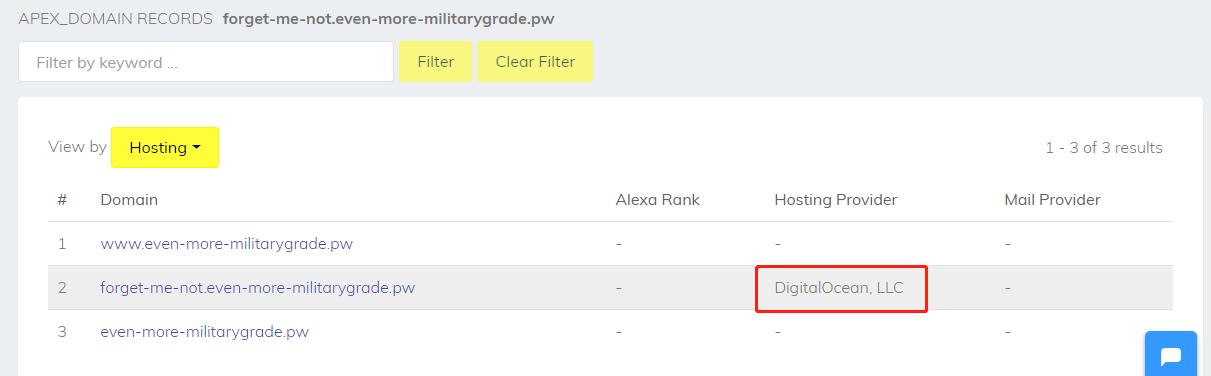 APEX_DOMAIN RECORDS forget-me-not.even-more-militarygrade.pw
Filter by keyword ... Filter Clear Filter
View by Hosting 1 - 3 of 3 results
# Domain Alexa Rank Hosting Provider Mail Provider
1 www.even-more-militarygrade.pw - - -
2 forget-me-not.even-more-militarygrade.pw - DigitalOcean, LLC -
3 even-more-militarygrade.pw - - -